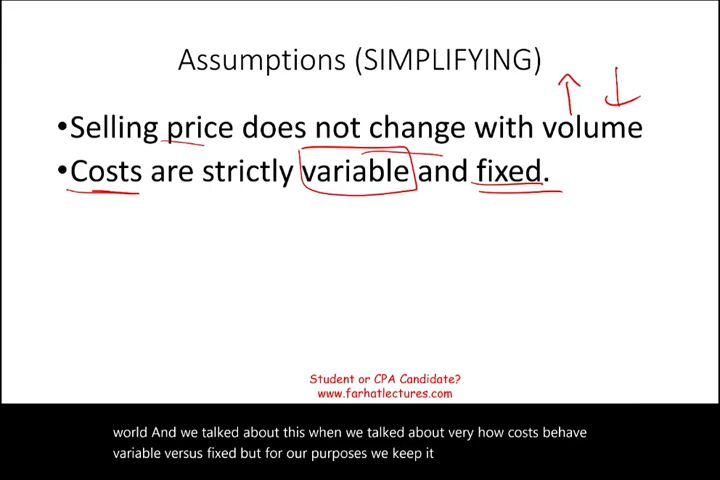 Assumptions (SIMPLIFYING)
•Selling price does not change with volume
•Costs are strictly variable and fixed.
Student or CPA Candidate?
www.farhatlectures.com
world And we talked about this when we talked about very how costs behave
variable versus fixed but for our purposes we keep it